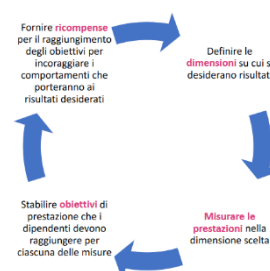 Fornire ricompense
per il raggiungimento
degli obiettivi per
incoraggiare i
comportamenti che
porteranno ai
risultati desiderati
Definire le
dimensioni su cui s
desiderano risultat
Misurare le
prestazioni nella
dimensione scelta
Stabilire obiettivi di
prestazione che i
dipendenti devono
raggiungere per
ciascuna delle misure